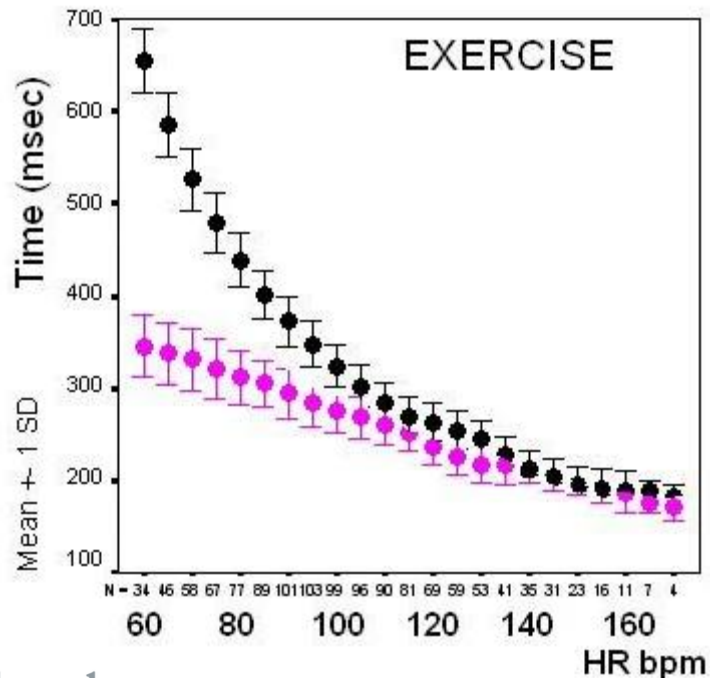 EXERCISE
Time (msec)
Mean +- 1 SD
700
600
500
400
300
200
100
N = 34 46 58 67 77 89 101 103 99 96 90 81 69 59 53 41 35 31 23 16 11 7 4
60 80 100 120 140 160
HR bpm